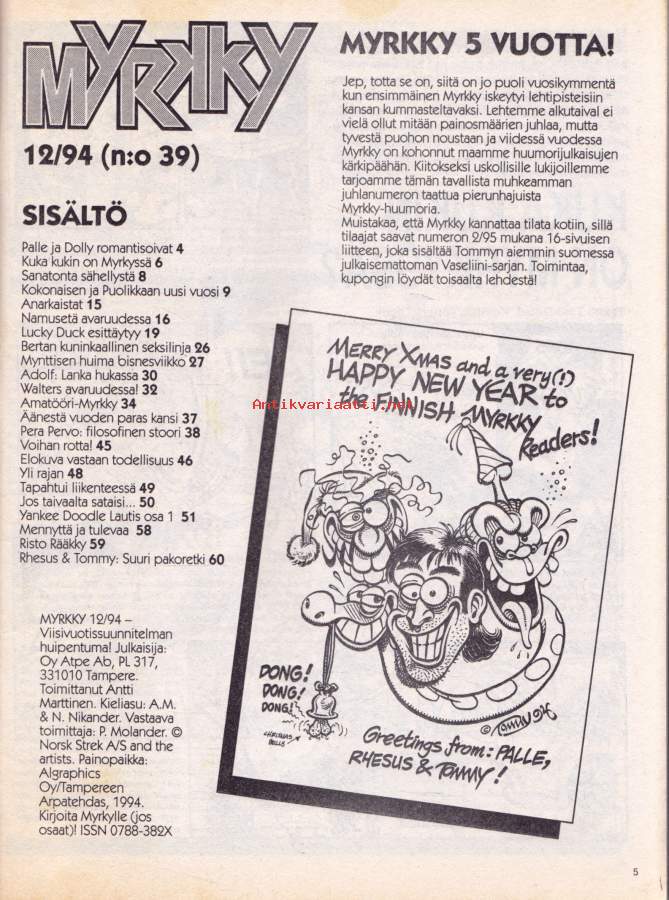 MYRKKY
12/94 (n:o 39)
SISÄLTÖ
Palle ja Dolly romantisoivat 4
Kuka kukin on Myrkyssä 6
Sanatonta sähellystä 8
Kokonaisen ja Puolikkaan uusi vuosi 9
Anarkaistat 15
Namusetä avaruudessa 16
Lucky Duck esittäytyy 19
Bertan kuninkaallinen seksilinja 26
Mynttisen huima bisnesviikko 27
Adolf: Lanka hukassa 30
Walters avaruudessa! 32
Amatööri-Myrkky 34
Äänestä vuoden paras kansi 37
Pera Pervo: filosofinen stoori 38
Voihan rotta! 45
Elokuva vastaan todellisuus 46
Yli rajan 48
Tapahtui liikenteessä 49
Jos taivaalta sataisi... 50
Yankee Doodle Lautis osa 1 51
Mennyttä ja tulevaa 58
Risto Rääkky 59
Rhesus & Tommy: Suuri pakoretki 60
MYRKKY 12/94 –
Viisivuotissuunnitelman
huipentuma! Julkaisija:
Oy Atpe Ab, PL 317,
331010 Tampere.
Toimittanut Antti
Marttinen. Kieliasu: A.M.
& N. Nikander. Vastaava
toimittaja: P. Molander. ©
Norsk Strek A/S and the
artists. Painopaikka:
Algraphics
Oy/Tampereen
Arpatehdas, 1994.
Kirjoita Myrkylle (jos
osaat)! ISSN 0788-382X
MYRKKY 5 VUOTTA!
Jep, totta se on, siitä on jo puoli vuosikymmentä
kun ensimmäinen Myrkky iskeytyi lehtipisteisiin
kansan kummasteltavaksi. Lehtemme alkutaival ei
vielä ollut mitään painosmäärien juhlaa, mutta
tyvestä puohon noustaan ja viidessä vuodessa
Myrkky on kohonnut maamme huumorijulkaisujen
kärkipäähän. Kiitokseksi uskollisille lukijoillemme
tarjoamme tämän tavallista muhkeamman
juhlanumeron taattua pierunhajuista
Myrkky-huumoria.
Muistakaa, että Myrkky kannattaa tilata kotiin, sillä
tilaajat saavat numeron 2/95 mukana 16-sivuisen
liitteen, joka sisältää Tommyn aiemmin suomessa
julkaisemattoman Vaseliini-sarjan. Toimintaa,
kupongin löydät toisaalta lehdestä!
MERRY XMAS and a very(!)
HAPPY NEW YEAR to
the FINNISH MYRKKY
Readers!
Antikvariaatti.net
DONG!
DONG!
DONG!
CHRISTMAS
BELLS
©
Greetings from: PALLE,
RHESUS & TOMMY!
5